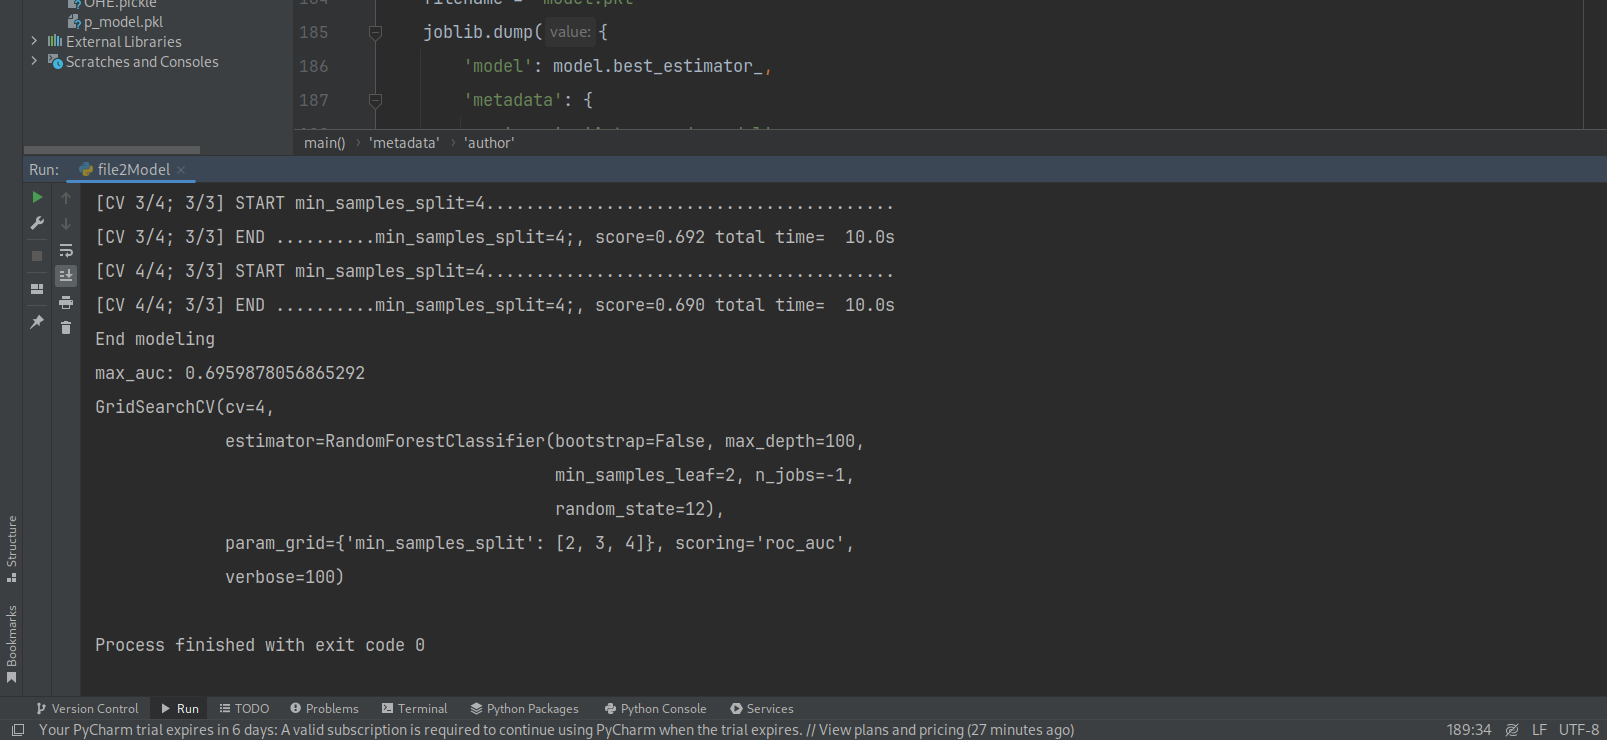 OHE.pickle
p_model.pkl
External Libraries
Scratches and Consoles
184 filename = 'model.pkl'
185 joblib.dump( value: {
186 'model': model.best_estimator_,
187 'metadata': {
main() › 'metadata' › 'author'
Run: file2Model ×
[CV 3/4; 3/3] START min_samples_split=4.........................................
[CV 3/4; 3/3] END ..........min_samples_split=4;, score=0.692 total time=  10.0s
[CV 4/4; 3/3] START min_samples_split=4.........................................
[CV 4/4; 3/3] END ..........min_samples_split=4;, score=0.690 total time=  10.0s
End modeling
max_auc: 0.6959878056865292
GridSearchCV(cv=4,
estimator=RandomForestClassifier(bootstrap=False, max_depth=100,
min_samples_leaf=2, n_jobs=-1,
random_state=12),
param_grid={'min_samples_split': [2, 3, 4]}, scoring='roc_auc',
verbose=100)
Process finished with exit code 0
Structure
Bookmarks
Version Control Run TODO Problems Terminal Python Packages Python Console Services
Your PyCharm trial expires in 6 days: A valid subscription is required to continue using PyCharm when the trial expires. // View plans and pricing (27 minutes ago) 189:34 LF UTF-8